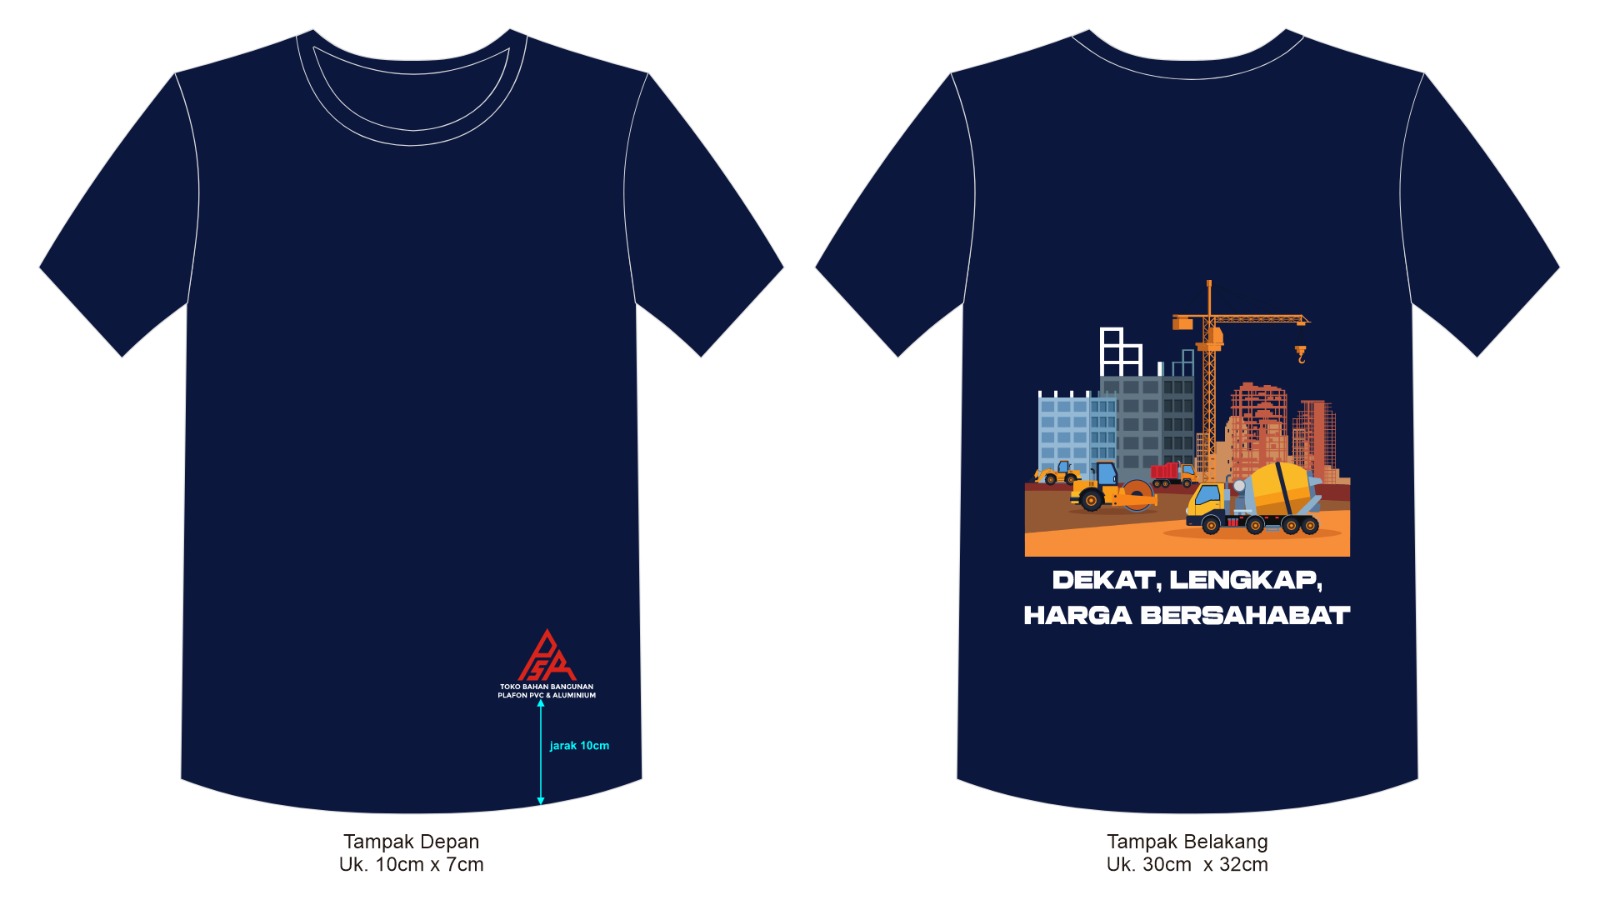 PSA
TOKO BAHAN BANGUNAN
PLAFON PVC & ALUMINIUM
jarak 10cm
Tampak Depan
Uk. 10cm x 7cm
DEKAT, LENGKAP,
HARGA BERSAHABAT
Tampak Belakang
Uk. 30cm  x 32cm